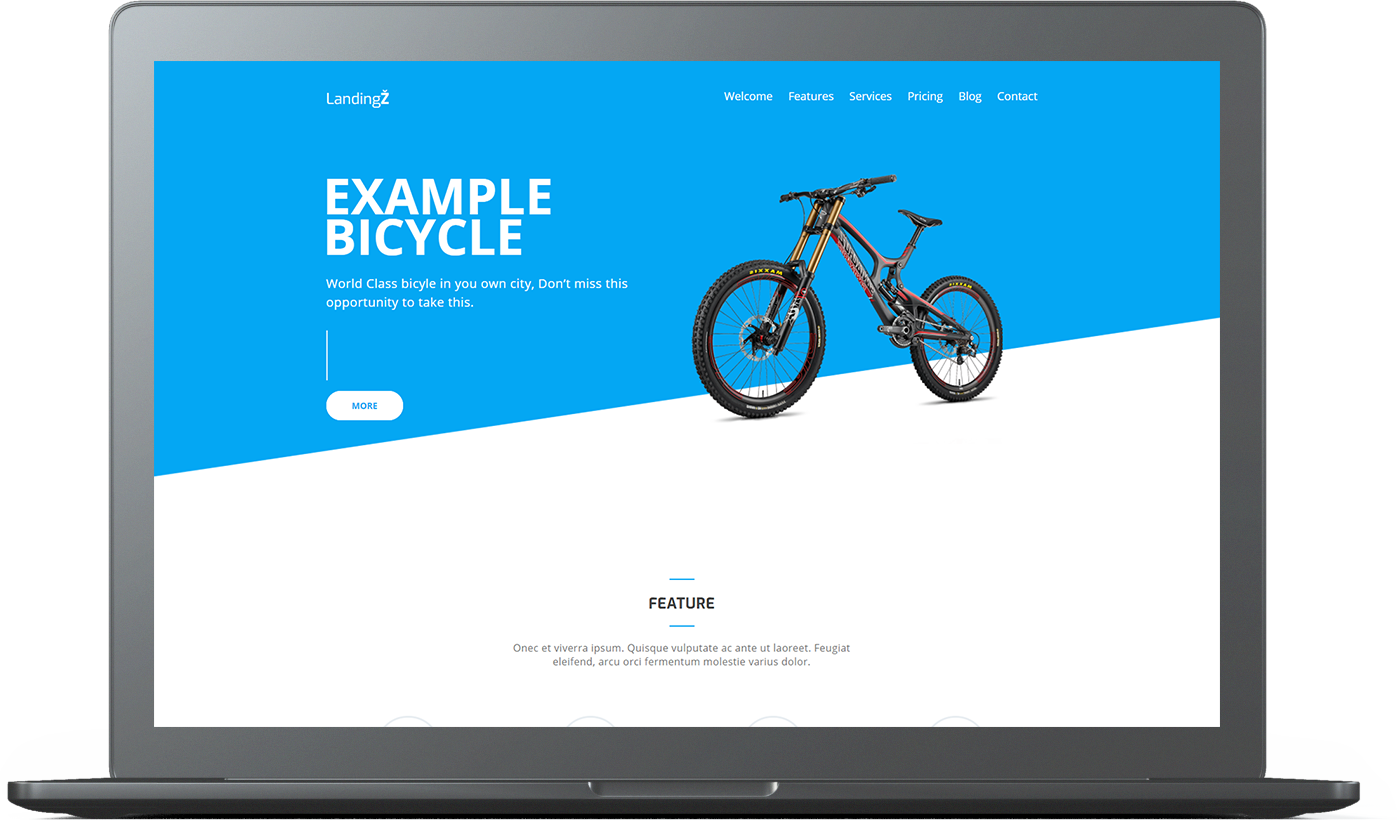 LandingŽ
Welcome Features Services Pricing Blog Contact
EXAMPLE
BICYCLE
World Class bicyle in you own city, Don't miss this
opportunity to take this.
MORE
MAXXIS
MAXXIS
FEATURE
Onec et viverra ipsum. Quisque vulputate ac ante ut laoreet. Feugiat
eleifend, arcu orci fermentum molestie varius dolor.